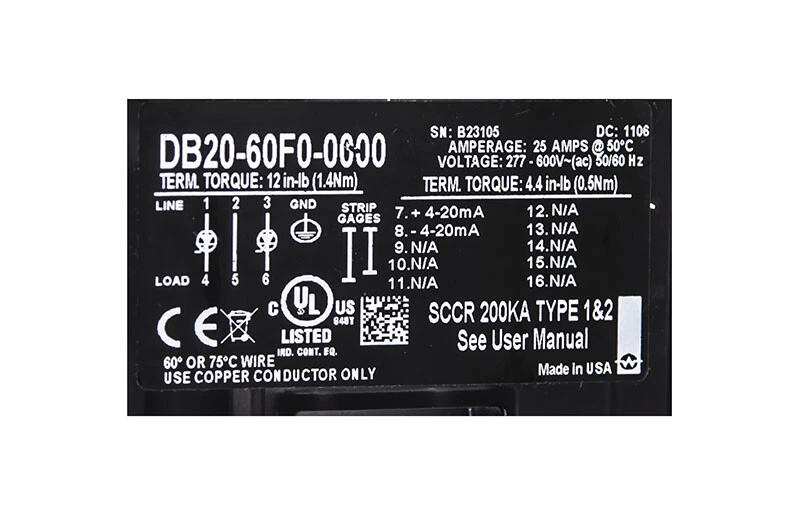 DB20-60F0-0000
SN: B23105 DC: 1106
AMPERAGE: 25 AMPS @ 50°C
VOLTAGE: 277 - 600V~(ac) 50/60 Hz
TERM. TORQUE: 12 in-lb (1.4Nm)
TERM. TORQUE: 4.4 in-lb (0.5Nm)
LINE 1 2 3 GND
STRIP
GAGES
LOAD 4 5 6
7. + 4-20mA
8. - 4-20mA
9. N/A
10. N/A
11. N/A
12. N/A
13. N/A
14. N/A
15. N/A
16. N/A
CE
C UL US
LISTED
IND. CONT. EQ.
SCCR 200KA TYPE 1&2
See User Manual
Made in USA
60° OR 75°C WIRE
USE COPPER CONDUCTOR ONLY